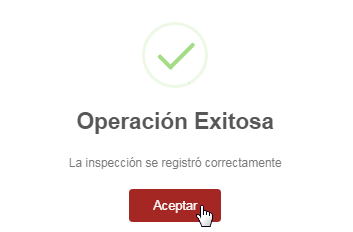 Operación Exitosa
La inspección se registró correctamente
Aceptar